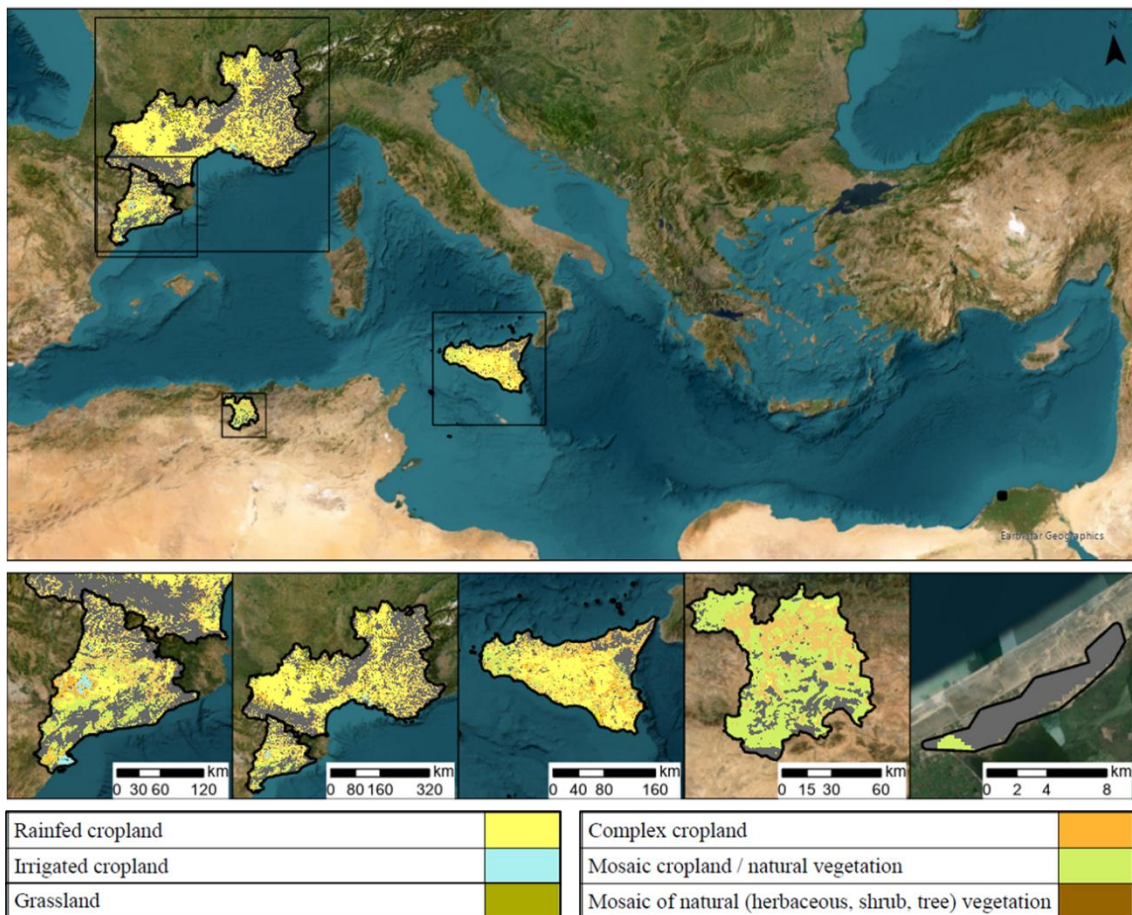 N
Earthstar Geographics
km
0 30 60 120
km
0 80 160 320
km
0 40 80 160
km
0 15 30 60
km
0 2 4 8
Rainfed cropland
Irrigated cropland
Grassland
Complex cropland
Mosaic cropland / natural vegetation
Mosaic of natural (herbaceous, shrub, tree) vegetation